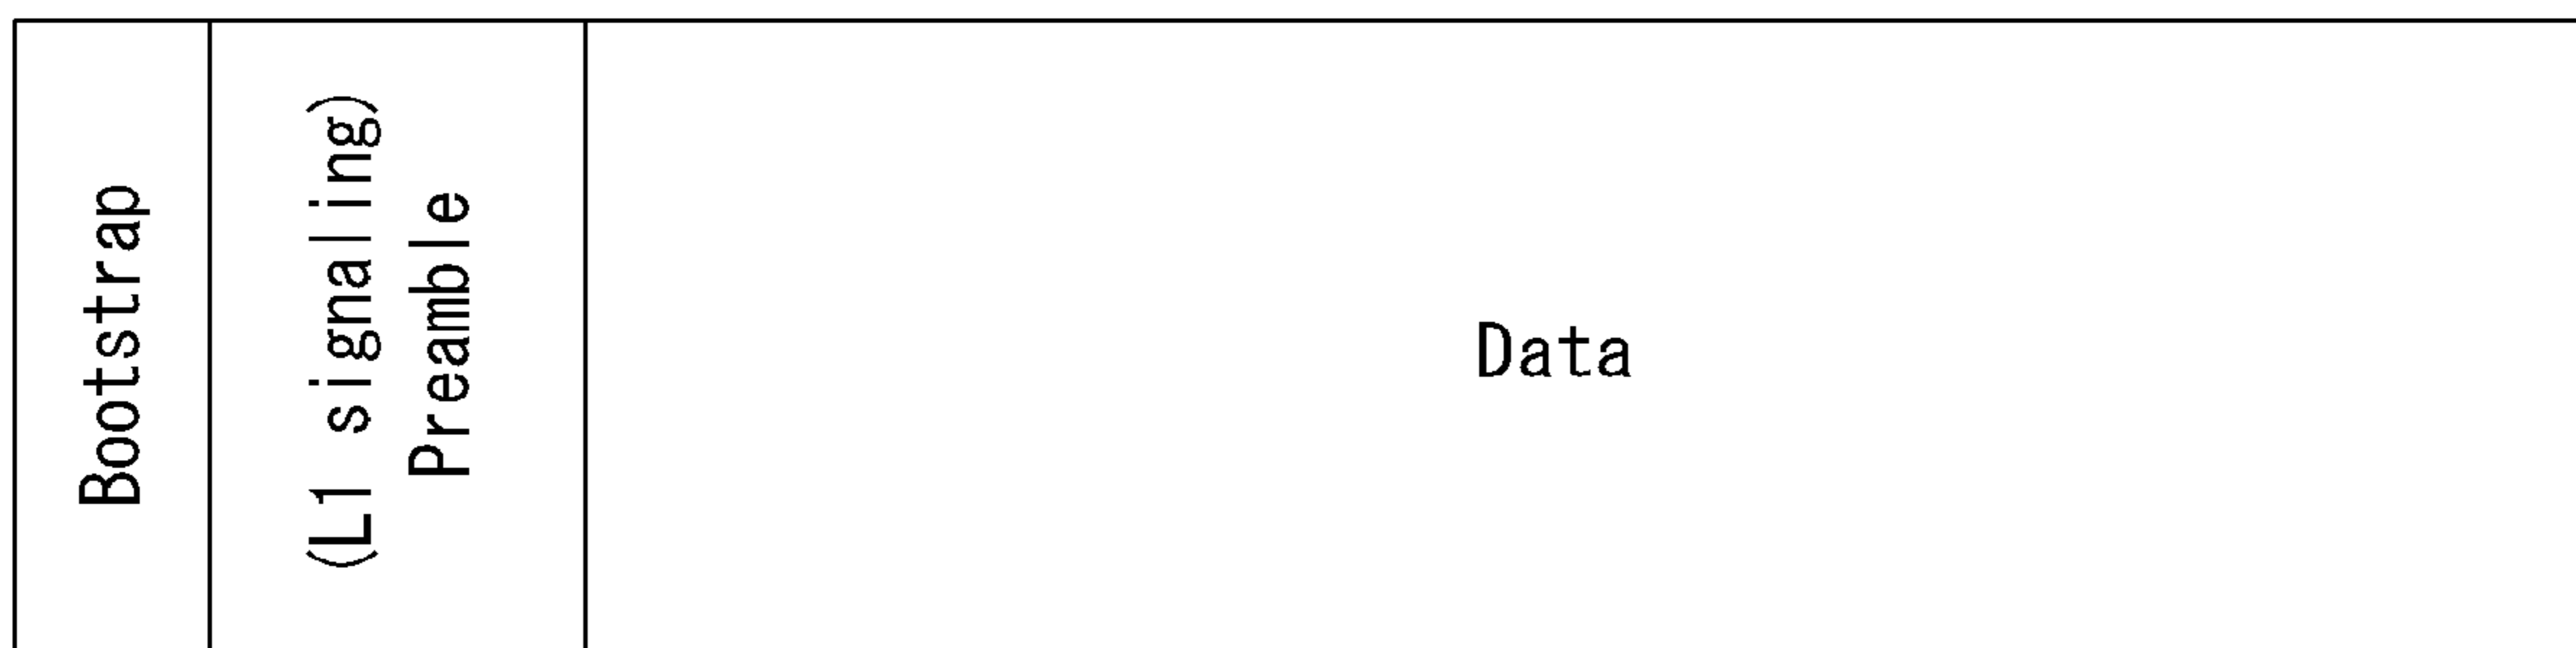 Bootstrap
(L1 signaling)
Preamble
Data